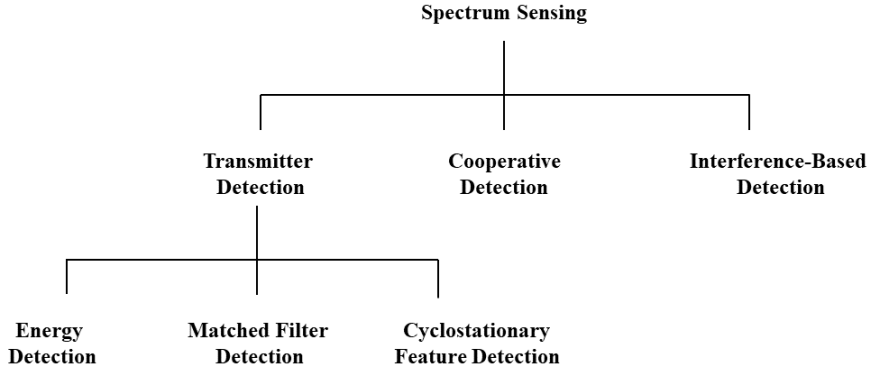 Spectrum Sensing
Transmitter
Detection
Cooperative
Detection
Interference-Based
Detection
Energy
Detection
Matched Filter
Detection
Cyclostationary
Feature Detection